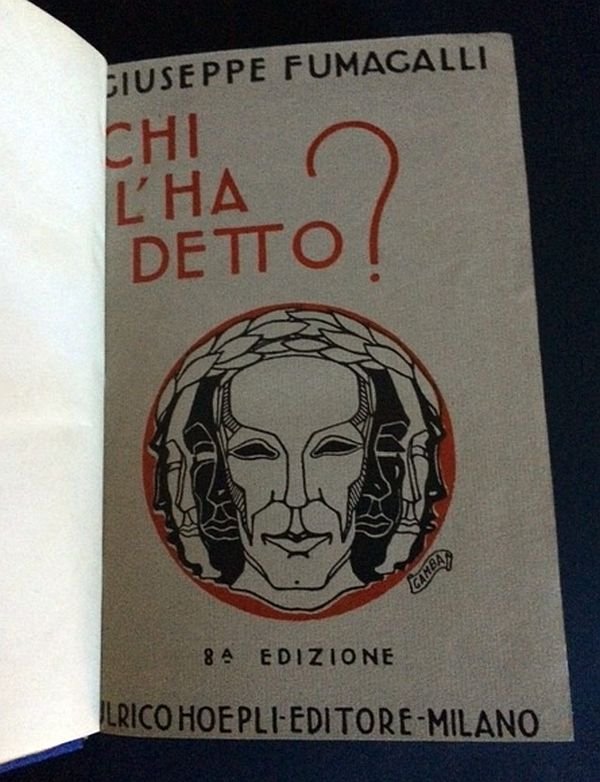 GIUSEPPE FUMAGALLI
CHI
L'HA
DETTO?
GAMBA
8ª EDIZIONE
ULRICO HOEPLI-EDITORE-MILANO